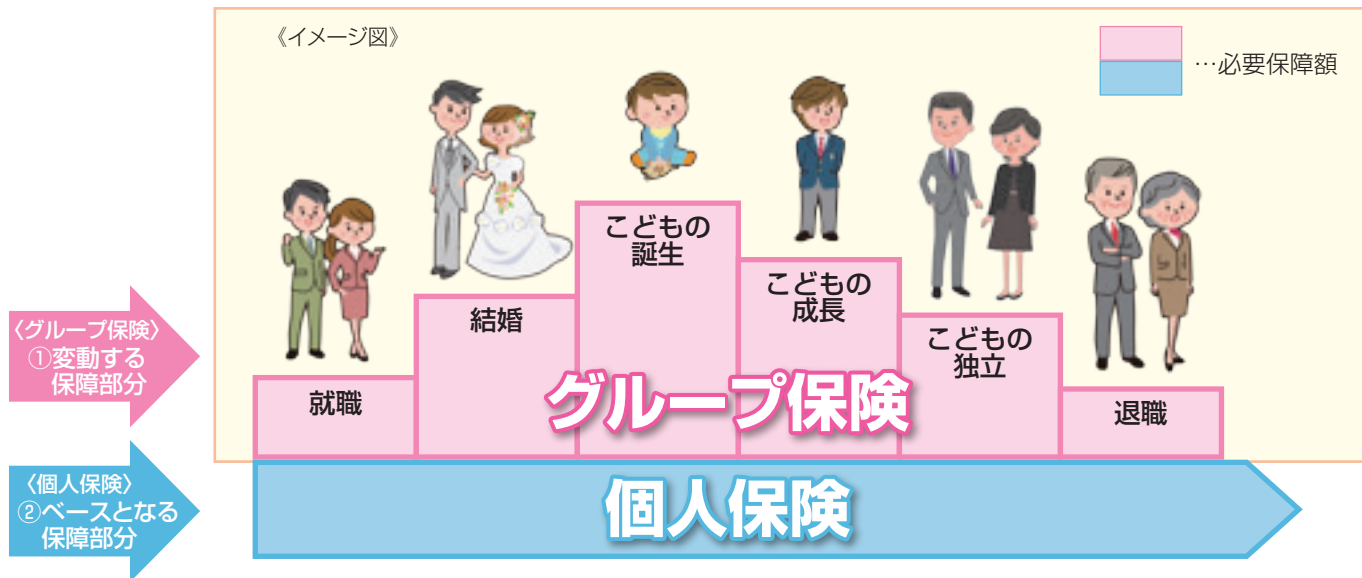 《イメージ図》
…必要保障額
こどもの
誕生
こどもの
成長
結婚
こどもの
独立
就職
退職
〈グループ保険〉
①変動する
保障部分
グループ保険
〈個人保険〉
②ベースとなる
保障部分
個人保険